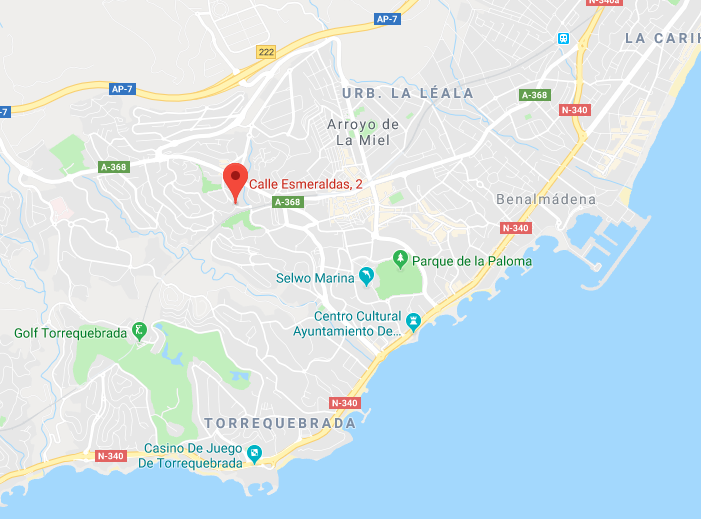 N-340a
AP-7
LA CARIH
222
AP-7
URB. LA LÉALA
A-368
-7
N-340
Arroyo de
La Miel
A-368
Calle Esmeraldas, 2
A-368
Benalmádena
N-340
Parque de la Paloma
Selwo Marina
Centro Cultural
Ayuntamiento De...
Golf Torrequebrada
N-340
TORREQUEBRADA
Casino De Juego
De Torrequebrada
N-340